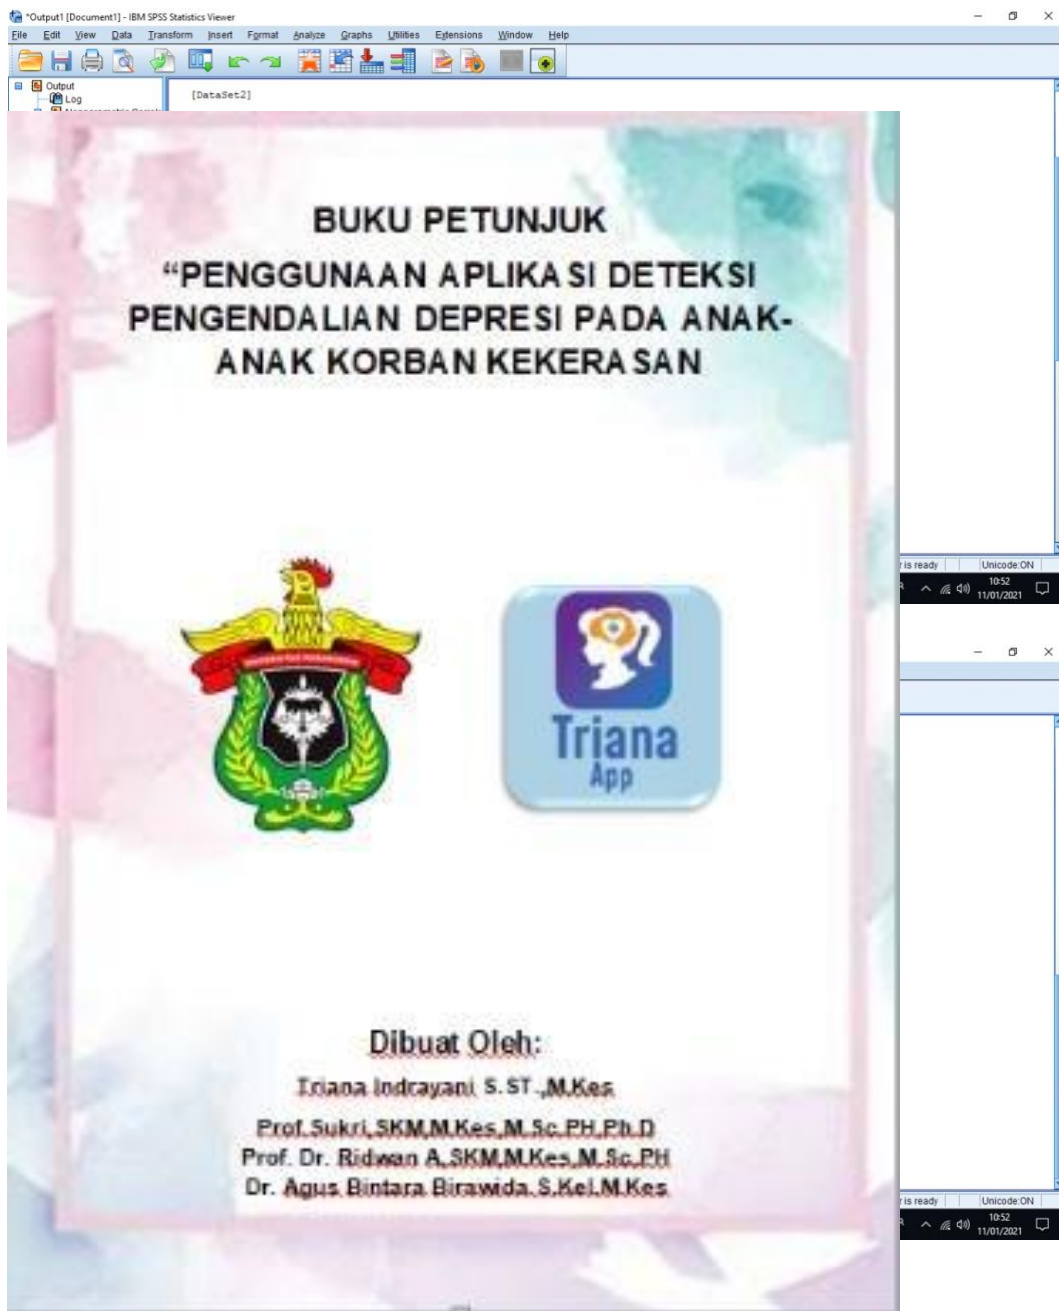 *Output1 [Document1] - IBM SPSS Statistics Viewer
File Edit View Data Transform Insert Format Analyze Graphs Utilities Extensions Window Help
Output
Log
[DataSet2]
BUKU PETUNJUK
“PENGGUNAAN APLIKASI DETEKSI
PENGENDALIAN DEPRESI PADA ANAK-
ANAK KORBAN KEKERASAN
Triana
App
Dibuat Oleh:
Triana Indrayani S.ST.,M.Kes
Prof.Sukri,SKM,M.Kes,M.Sc.PH,Ph.D
Prof. Dr. Ridwan A,SKM,M.Kes,M.Sc.PH
Dr. Agus Bintara Birawida.S.Kel.M.Kes
r is ready Unicode:ON
10:52
11/01/2021
r is ready Unicode:ON
10:52
11/01/2021